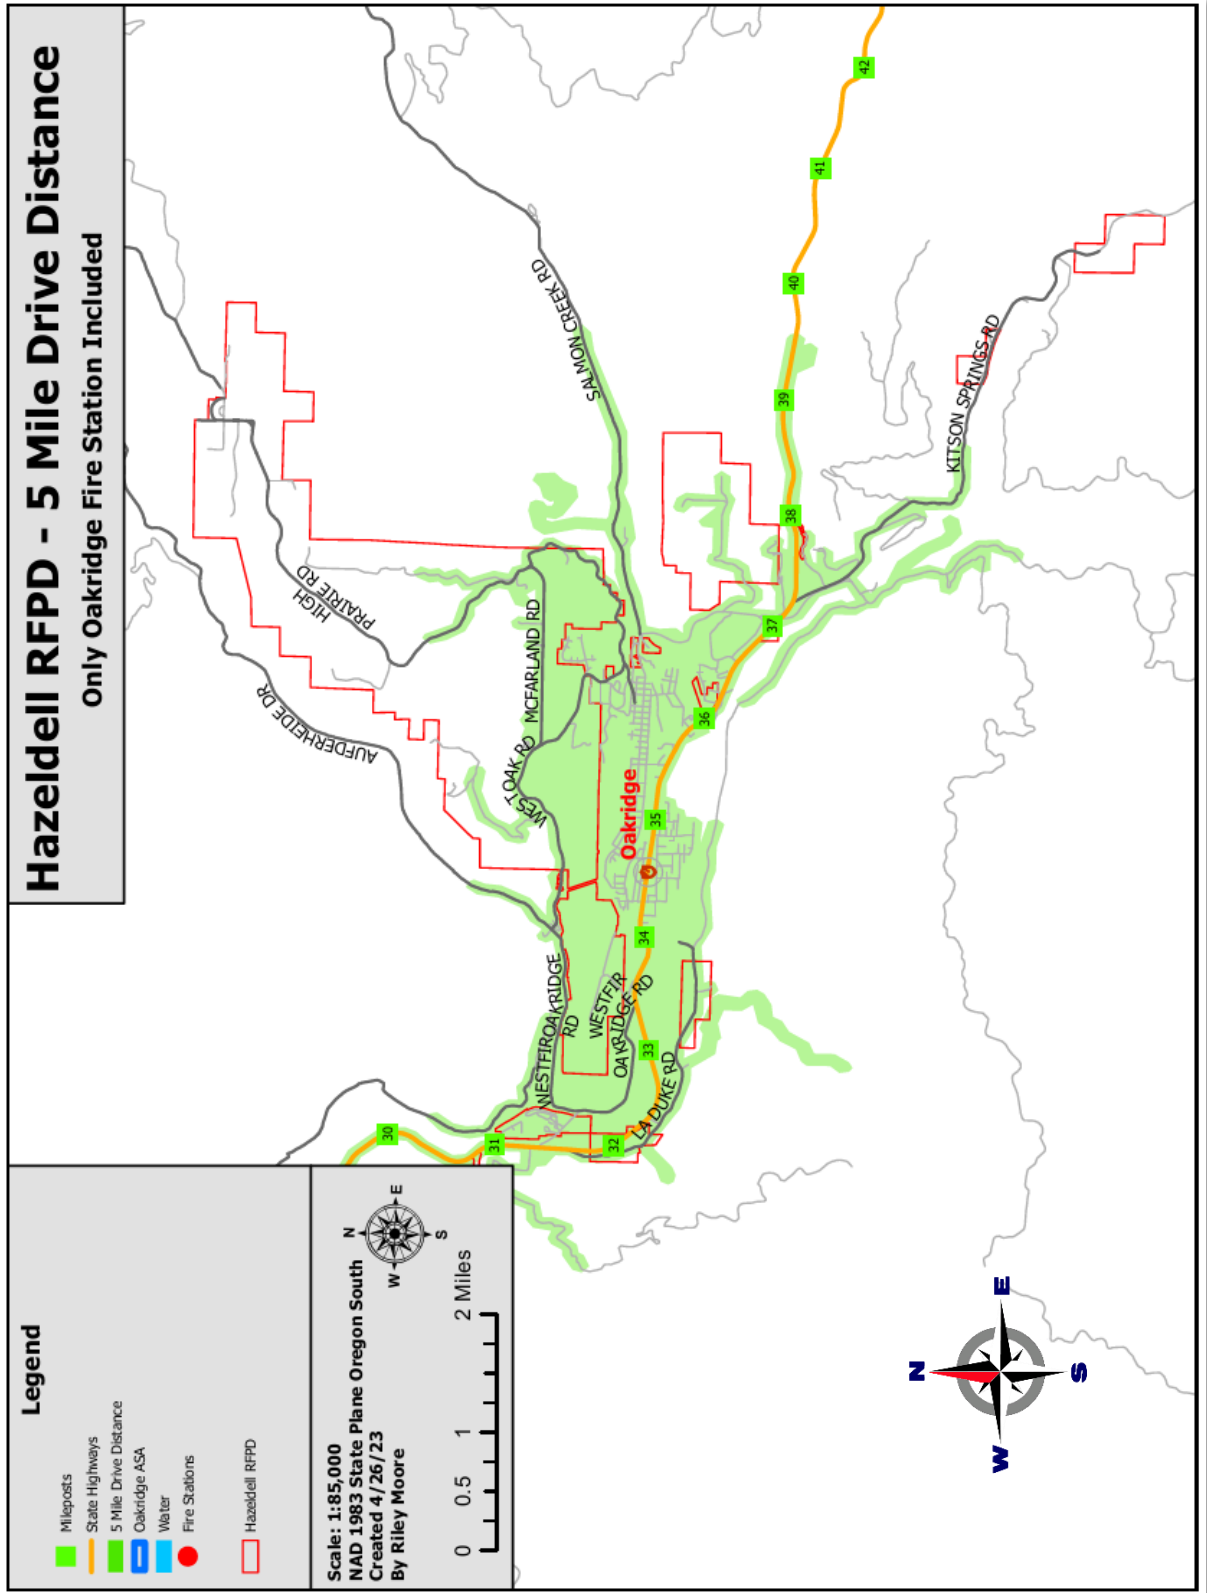 Hazeldell RFPD - 5 Mile Drive Distance
Only Oakridge Fire Station Included
AUFDERHEIDE DR
HIGH
PRAIRIE RD
SALMON CREEK RD
MCFARLAND RD
WEST OAK RD
WESTFIROAKRIDGE
RD
WESTFIR
OAKRIDGE RD
LA DUKE RD
KITSON SPRINGS RD
Oakridge
30
31
32
33
34
35
36
37
38
39
40
41
42
Legend
Mileposts
State Highways
5 Mile Drive Distance
Oakridge ASA
Water
Fire Stations
Hazeldell RFPD
Scale: 1:85,000
NAD 1983 State Plane Oregon South
Created 4/26/23
By Riley Moore
N
W
E
S
0 0.5 1 2 Miles
N
W
E
S